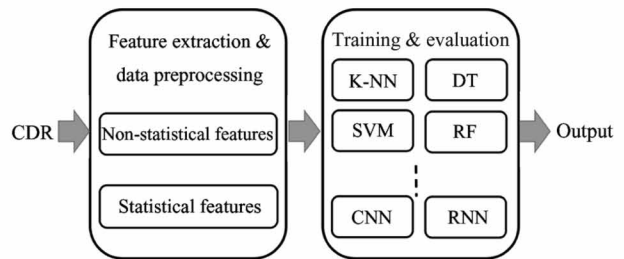 Feature extraction &
data preprocessing
Training & evaluation
K-NN
DT
CDR
Non-statistical features
SVM
RF
Output
Statistical features
CNN
RNN